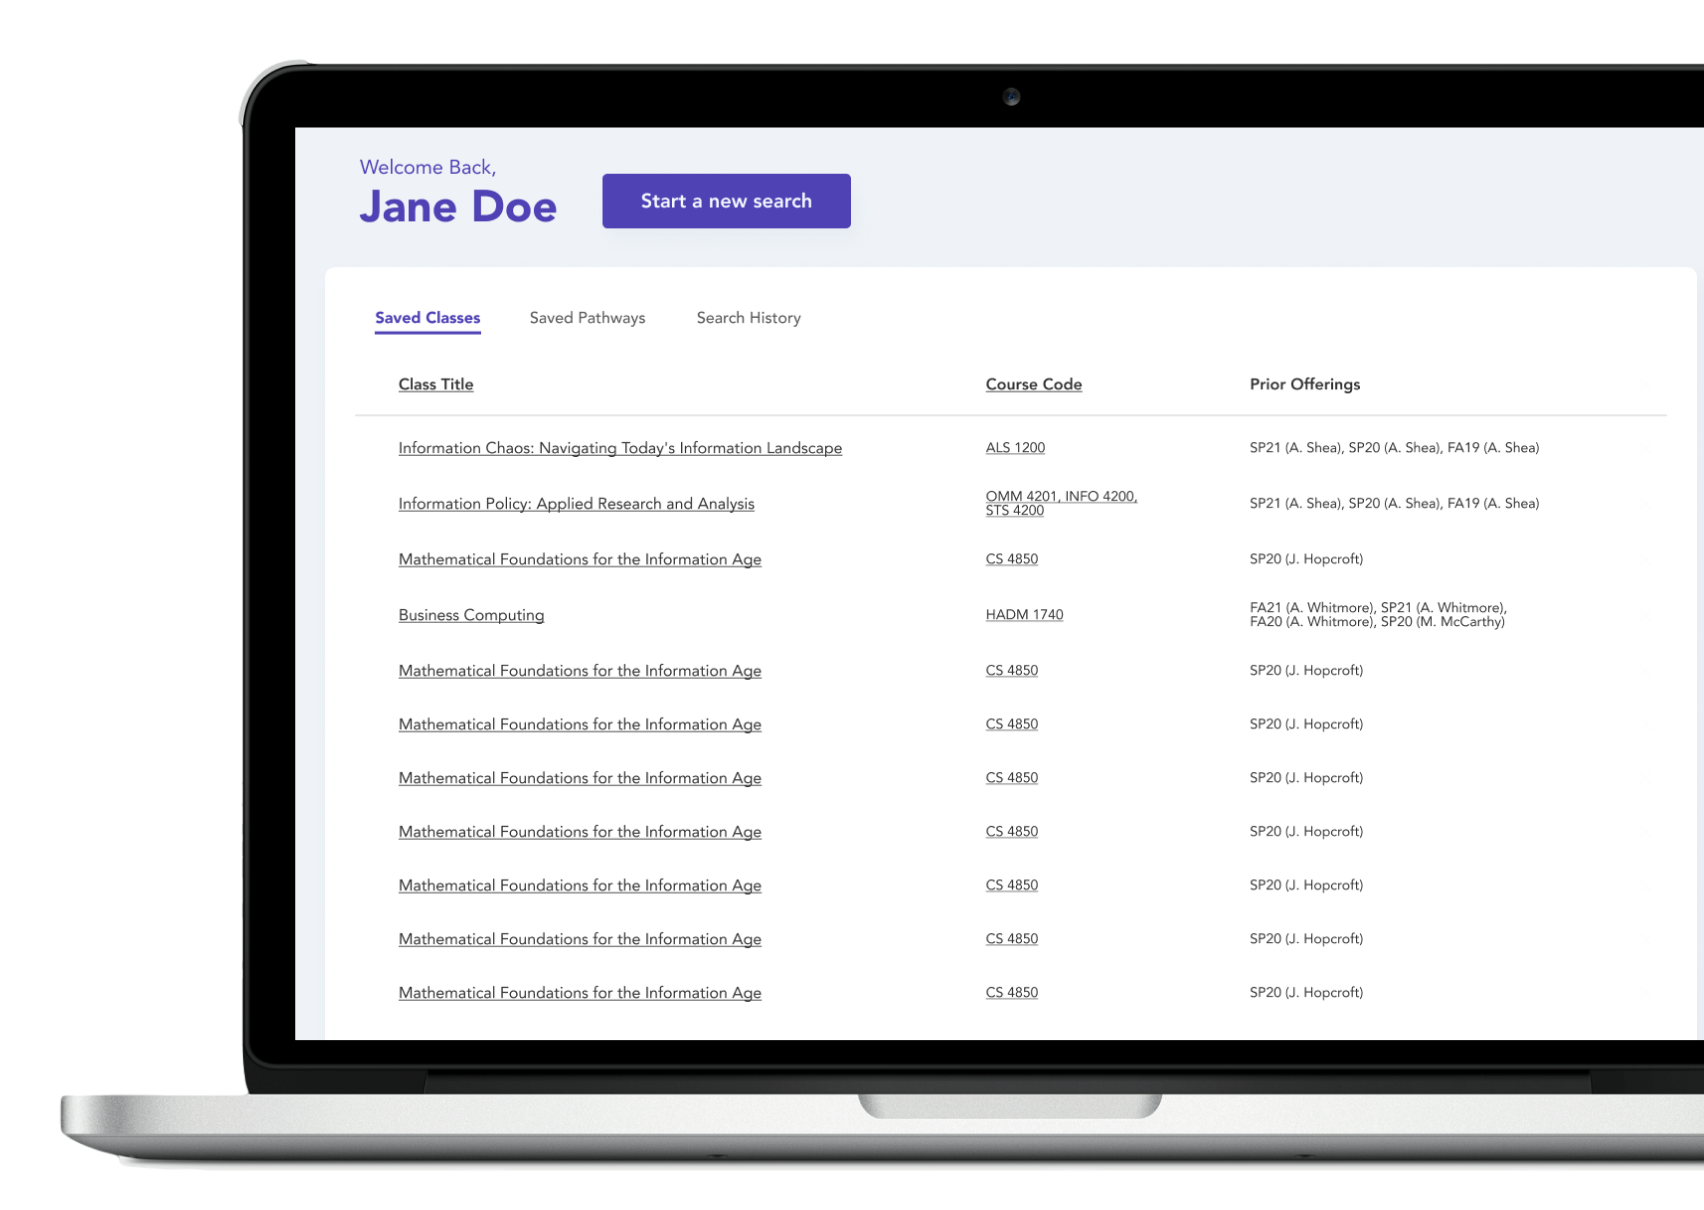 Welcome Back,
Jane Doe
Start a new search
Saved Classes Saved Pathways Search History
Class Title Course Code Prior Offerings
Information Chaos: Navigating Today's Information Landscape ALS 1200 SP21 (A. Shea), SP20 (A. Shea), FA19 (A. Shea)
Information Policy: Applied Research and Analysis OMM 4201, INFO 4200, SP21 (A. Shea), SP20 (A. Shea), FA19 (A. Shea)
STS 4200
Mathematical Foundations for the Information Age CS 4850 SP20 (J. Hopcroft)
Business Computing HADM 1740 FA21 (A. Whitmore), SP21 (A. Whitmore),
FA20 (A. Whitmore), SP20 (M. McCarthy)
Mathematical Foundations for the Information Age CS 4850 SP20 (J. Hopcroft)
Mathematical Foundations for the Information Age CS 4850 SP20 (J. Hopcroft)
Mathematical Foundations for the Information Age CS 4850 SP20 (J. Hopcroft)
Mathematical Foundations for the Information Age CS 4850 SP20 (J. Hopcroft)
Mathematical Foundations for the Information Age CS 4850 SP20 (J. Hopcroft)
Mathematical Foundations for the Information Age CS 4850 SP20 (J. Hopcroft)
Mathematical Foundations for the Information Age CS 4850 SP20 (J. Hopcroft)